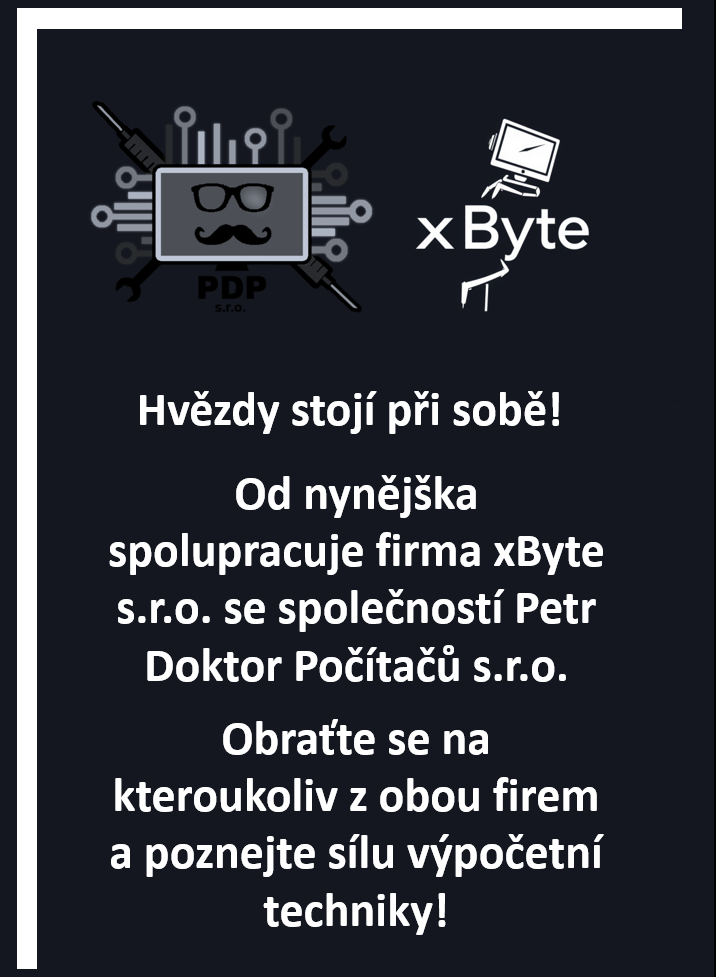 PDP
s.r.o.
xByte
Hvězdy stojí při sobě!
Od nynějška
spolupracuje firma xByte
s.r.o. se společností Petr
Doktor Počítačů s.r.o.
Obraťte se na
kteroukoliv z obou firem
a poznejte sílu výpočetní
techniky!